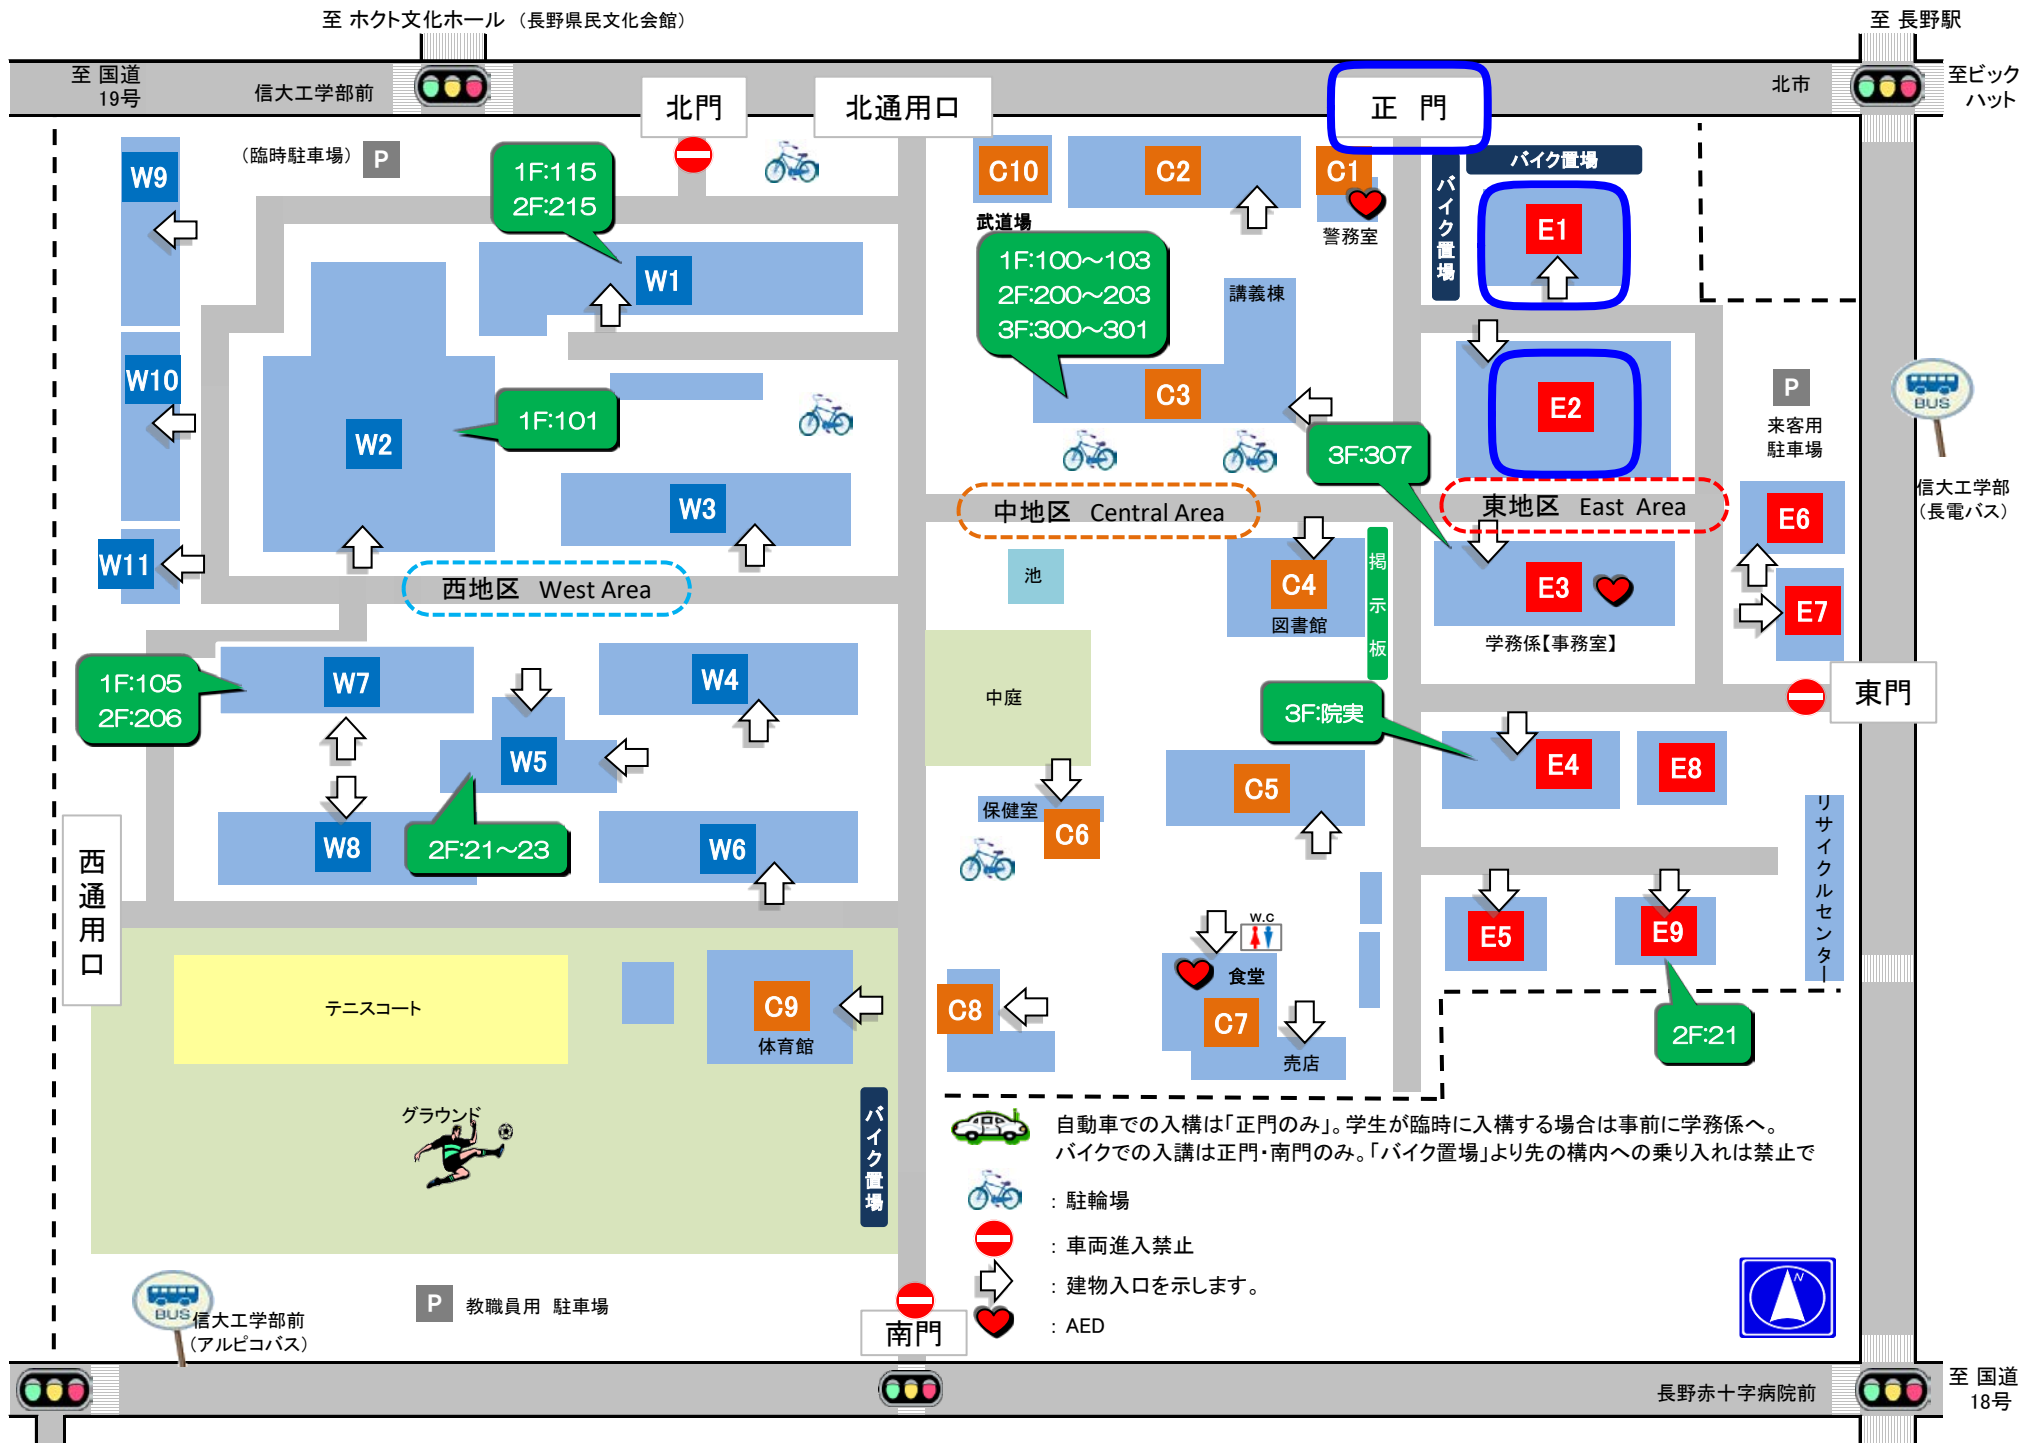 至 ホクト文化ホール (長野県民文化会館)
至 長野駅
至 国道
19号
信大工学部前
北門
北通用口
正 門
北市
至ビック
ハット
(臨時駐車場) P
W9
1F:115
2F:215
C10
C2
C1
バイク置場
バイク置場
武道場
警務室
E1
W1
1F:100～103
2F:200～203
3F:300～301
講義棟
W10
W2
1F:101
C3
E2
P
来客用
駐車場
BUS
3F:307
信大工学部
(長電バス)
W3
中地区 Central Area
東地区 East Area
E6
W11
西地区 West Area
池
C4
図書館
掲示板
E3
学務係【事務室】
E7
1F:105
2F:206
W7
W4
中庭
3F:院実
東門
W5
C5
E4
E8
W8
2F:21～23
W6
保健室
C6
リサイクルセンター
西通用口
W.C
E5
E9
テニスコート
C9
体育館
C8
食堂
C7
売店
2F:21
グラウンド
バイク置場
自動車での入構は「正門のみ」。学生が臨時に入構する場合は事前に学務係へ。
バイクでの入講は正門・南門のみ。「バイク置場」より先の構内への乗り入れは禁止で
: 駐輪場
: 車両進入禁止
: 建物入口を示します。
: AED
N
BUS
信大工学部前
(アルピコバス)
P 教職員用 駐車場
南門
長野赤十字病院前
至 国道
18号